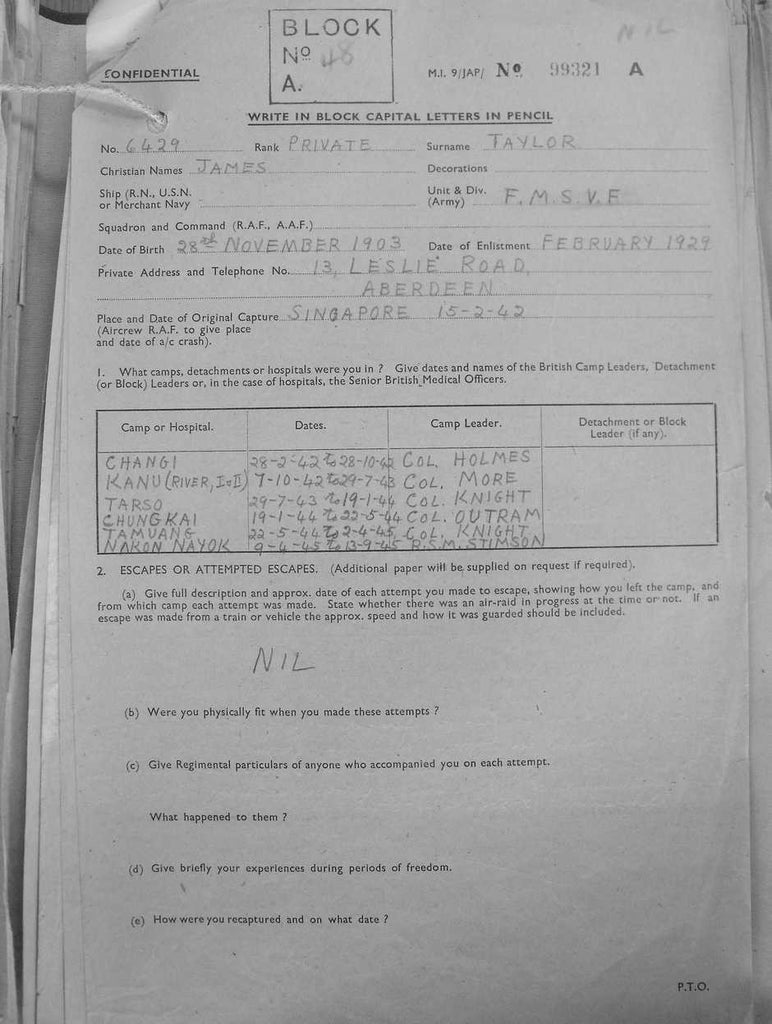 BLOCK
Nº 48
A.
NIL
CONFIDENTIAL
M.I. 9/JAP/ Nº 99321 A
WRITE IN BLOCK CAPITAL LETTERS IN PENCIL
No. 6429 Rank PRIVATE Surname TAYLOR
Christian Names JAMES Decorations
Ship (R.N., U.S.N. or Merchant Navy Unit & Div. (Army) F.M.S.V.F
Squadron and Command (R.A.F., A.A.F.)
Date of Birth 28th NOVEMBER 1903 Date of Enlistment FEBRUARY 1929
Private Address and Telephone No. 13, LESLIE ROAD,
ABERDEEN
Place and Date of Original Capture SINGAPORE 15-2-42
(Aircrew R.A.F. to give place
and date of a/c crash).
1. What camps, detachments or hospitals were you in ? Give dates and names of the British Camp Leaders, Detachment
(or Block) Leaders or, in the case of hospitals, the Senior British Medical Officers.
Camp or Hospital. Dates. Camp Leader. Detachment or Block Leader (if any).
CHANGI 28-2-42 to 28-10-42 COL. HOLMES
KANU (RIVER, I & II) 7-10-42 to 29-7-43 COL. MORE
TARSO 29-7-43 to 19-1-44 COL. KNIGHT
CHUNGKAI 19-1-44 to 22-5-44 COL. OUTRAM
TAMUANG 22-5-44 to 2-4-45 COL. KNIGHT
NAKON NAYOK 9-4-45 to 13-9-45 R.S.M. STIMSON
2. ESCAPES OR ATTEMPTED ESCAPES. (Additional paper will be supplied on request if required).
(a) Give full description and approx. date of each attempt you made to escape, showing how you left the camp, and
from which camp each attempt was made. State whether there was an air-raid in progress at the time or not. If an
escape was made from a train or vehicle the approx. speed and how it was guarded should be included.
NIL
(b) Were you physically fit when you made these attempts ?
(c) Give Regimental particulars of anyone who accompanied you on each attempt.
What happened to them ?
(d) Give briefly your experiences during periods of freedom.
(e) How were you recaptured and on what date ?
P.T.O.